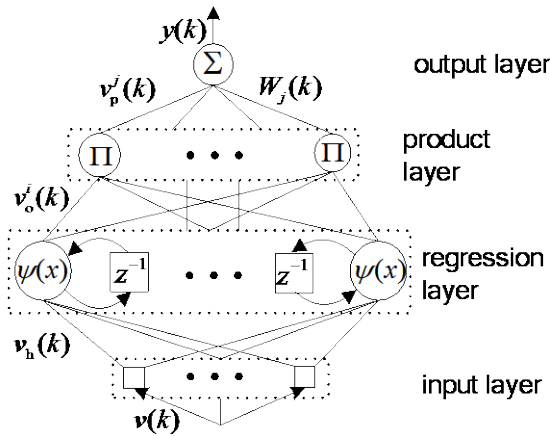 y(k)
Σ
output layer
v_p^j(k) W_j(k)
product
layer
Π • • • Π
v_o^i(k)
regression
layer
ψ(x) z^{-1} • • • z^{-1} ψ(x)
v_h(k)
• • •
input layer
v(k)